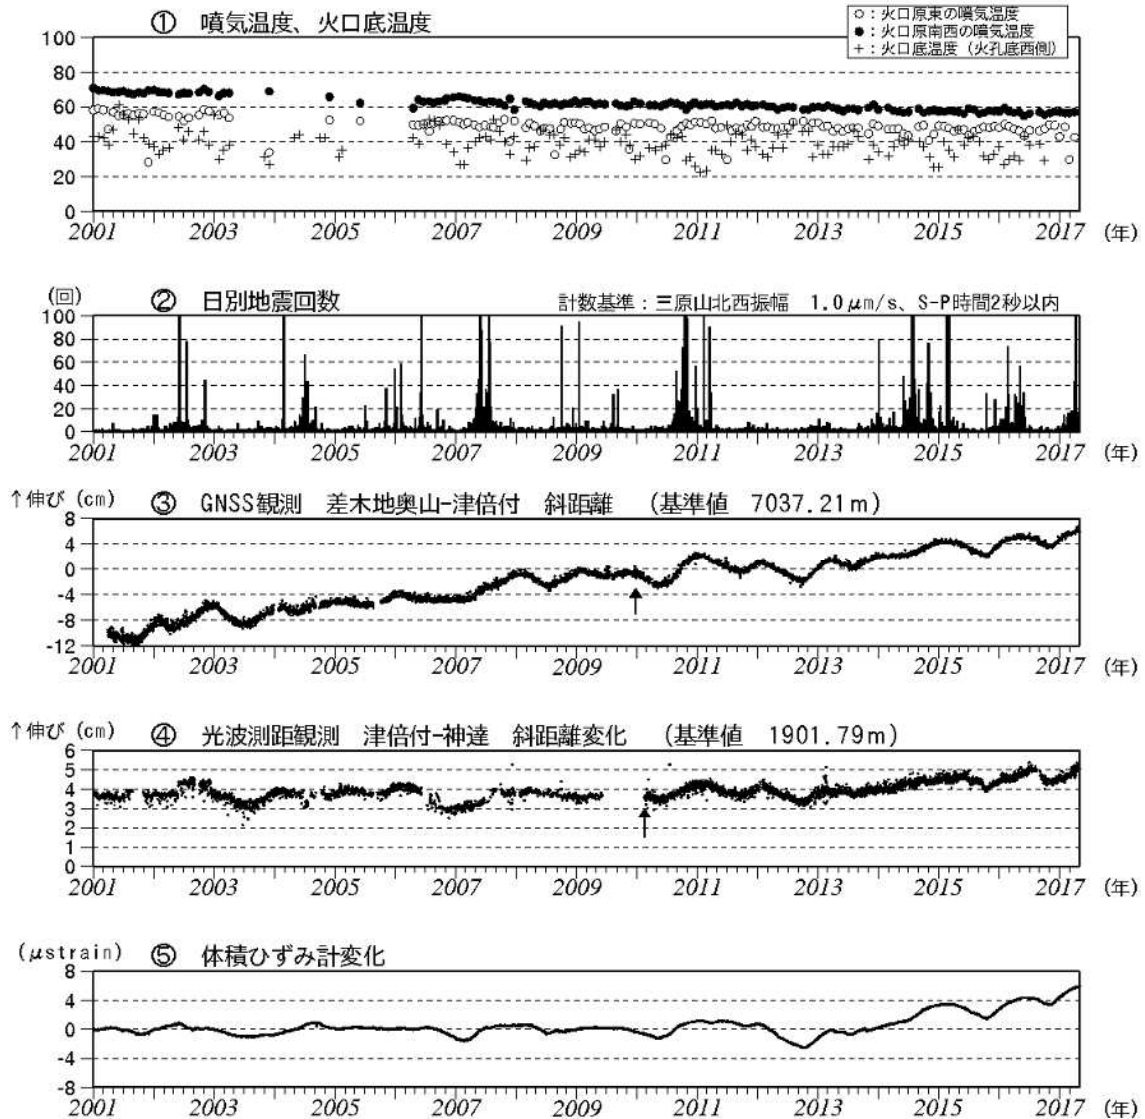 ① 噴気温度、火口底温度
○：火口原東の噴気温度
●：火口原南西の噴気温度
＋：火口底温度（火孔底西側）
100
80
60
40
20
0
2001 2003 2005 2007 2009 2011 2013 2015 2017 (年)
(回) ② 日別地震回数 計数基準：三原山北西振幅 1.0μm/s、S-P時間2秒以内
100
80
60
40
20
0
2001 2003 2005 2007 2009 2011 2013 2015 2017 (年)
↑伸び(cm) ③ GNSS観測 差木地奥山-津倍付 斜距離 (基準値 7037.21m)
8
4
0
-4
-8
-12
2001 2003 2005 2007 2009 2011 2013 2015 2017 (年)
↑伸び(cm) ④ 光波測距観測 津倍付-神達 斜距離変化 (基準値 1901.79m)
6
5
4
3
2
1
0
2001 2003 2005 2007 2009 2011 2013 2015 2017 (年)
(μstrain) ⑤ 体積ひずみ計変化
8
4
0
-4
-8
2001 2003 2005 2007 2009 2011 2013 2015 2017 (年)